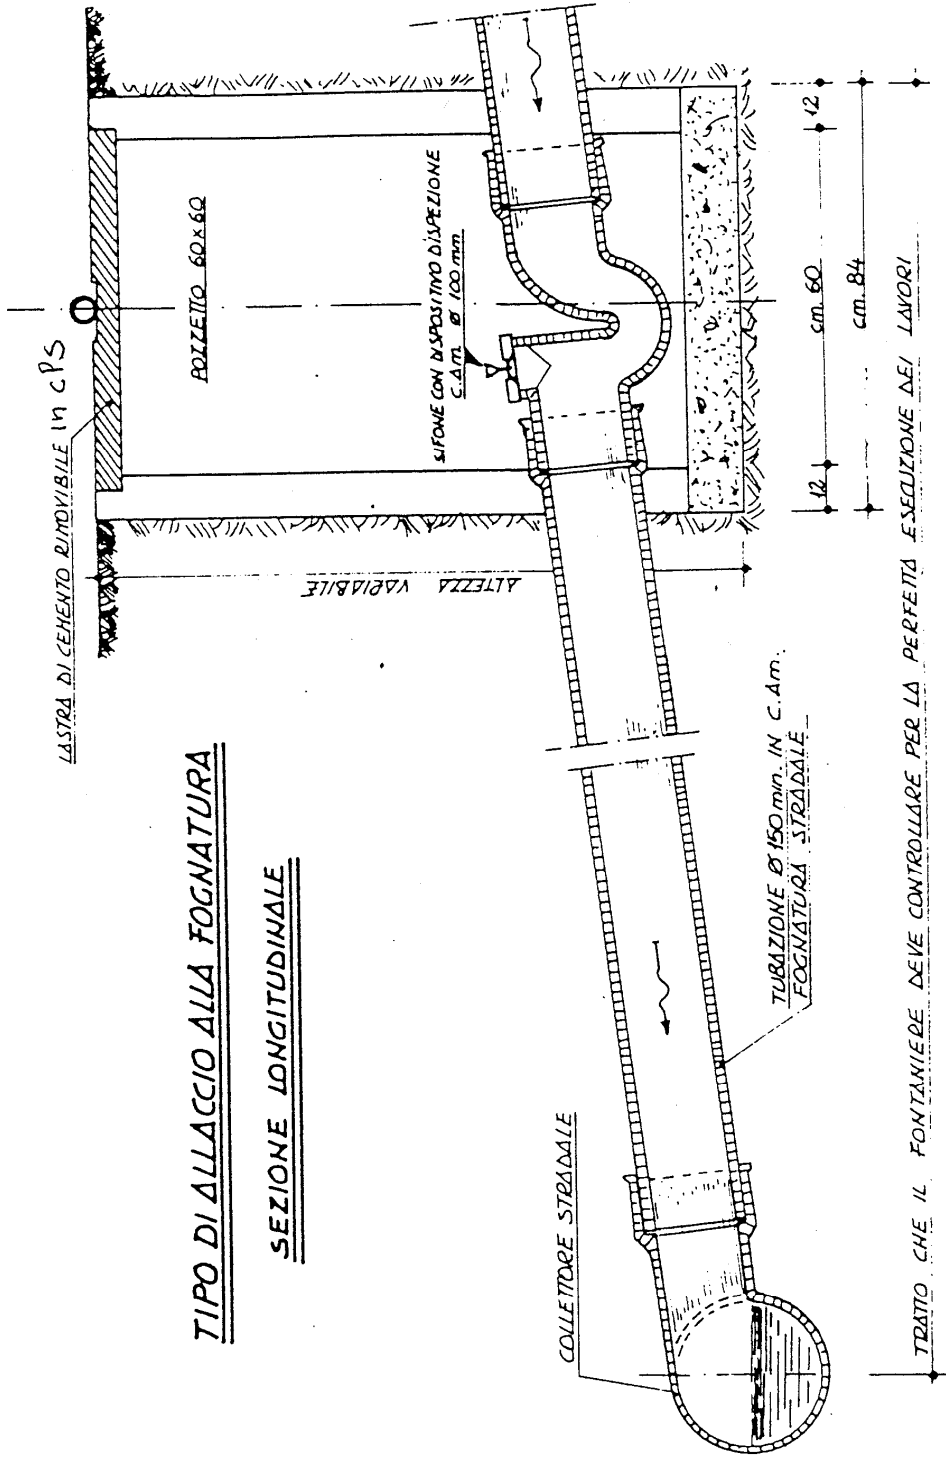 TIPO DI ALLACCIO ALLA FOGNATURA
SEZIONE LONGITUDINALE
LASTRA DI CEMENTO RIMOVIBILE in CPS
POZZETTO 60x60
SIFONE CON DISPOSITIVO D'ISPEZIONE
C.Am Ø 100 mm
ALTEZZA VARIABILE
COLLETTORE STRADALE
TUBAZIONE Ø 150 min. IN C.Am.
FOGNATURA STRADALE
12
cm. 60
12
cm. 84
TRATTO CHE IL FONTANIERE DEVE CONTROLLARE PER LA PERFETTA ESECUZIONE DEI LAVORI